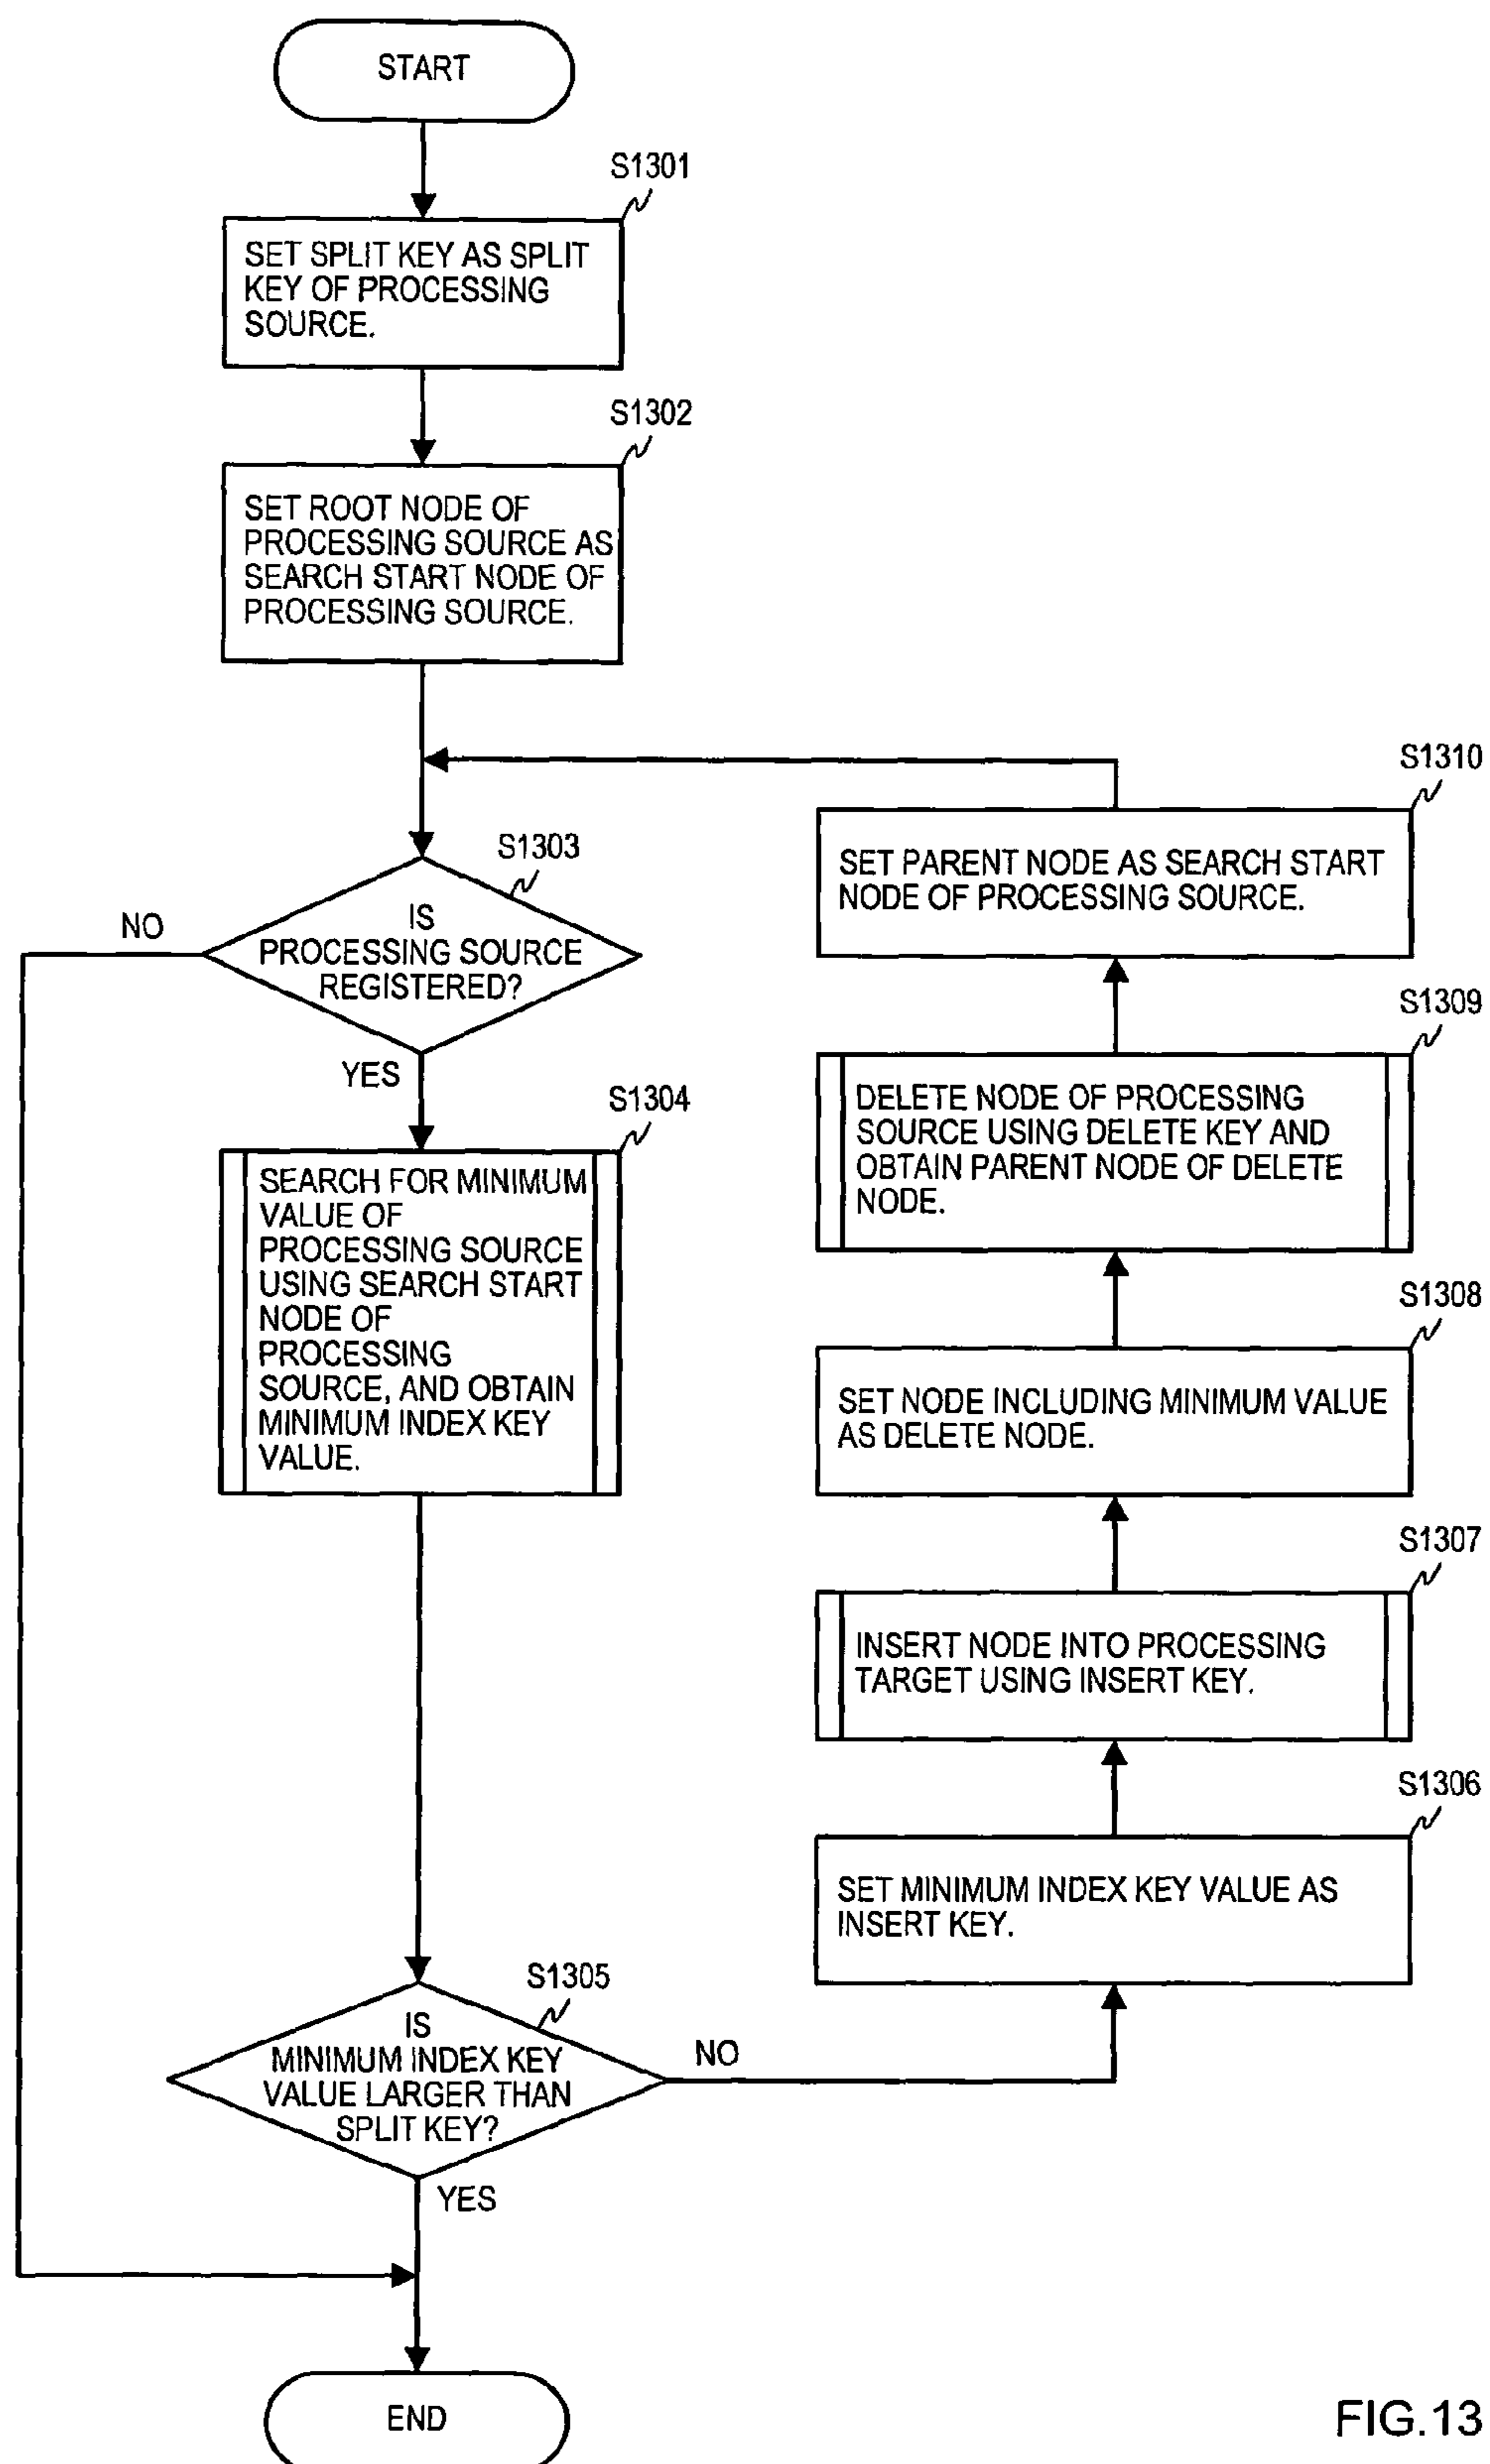 START
S1301
SET SPLIT KEY AS SPLIT
KEY OF PROCESSING
SOURCE.
S1302
SET ROOT NODE OF
PROCESSING SOURCE AS
SEARCH START NODE OF
PROCESSING SOURCE.
S1303
IS
PROCESSING SOURCE
REGISTERED?
NO
YES
S1304
SEARCH FOR MINIMUM
VALUE OF
PROCESSING SOURCE
USING SEARCH START
NODE OF
PROCESSING
SOURCE, AND OBTAIN
MINIMUM INDEX KEY
VALUE.
S1305
IS
MINIMUM INDEX KEY
VALUE LARGER THAN
SPLIT KEY?
NO
YES
S1306
SET MINIMUM INDEX KEY VALUE AS
INSERT KEY.
S1307
INSERT NODE INTO PROCESSING
TARGET USING INSERT KEY.
S1308
SET NODE INCLUDING MINIMUM VALUE
AS DELETE NODE.
S1309
DELETE NODE OF PROCESSING
SOURCE USING DELETE KEY AND
OBTAIN PARENT NODE OF DELETE
NODE.
S1310
SET PARENT NODE AS SEARCH START
NODE OF PROCESSING SOURCE.
END
FIG.13